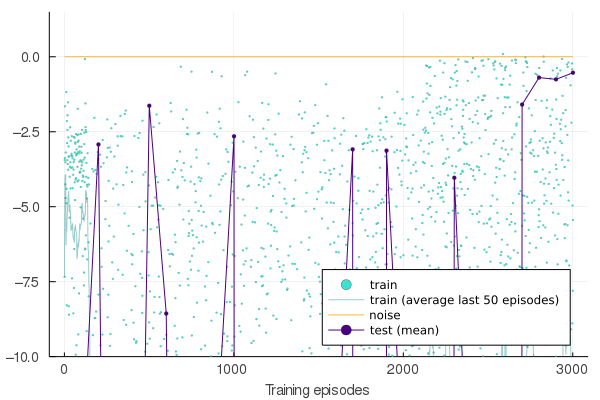 0.0
−2.5
−5.0
−7.5
−10.0
train
train (average last 50 episodes)
noise
test (mean)
0
1000
2000
3000
Training episodes